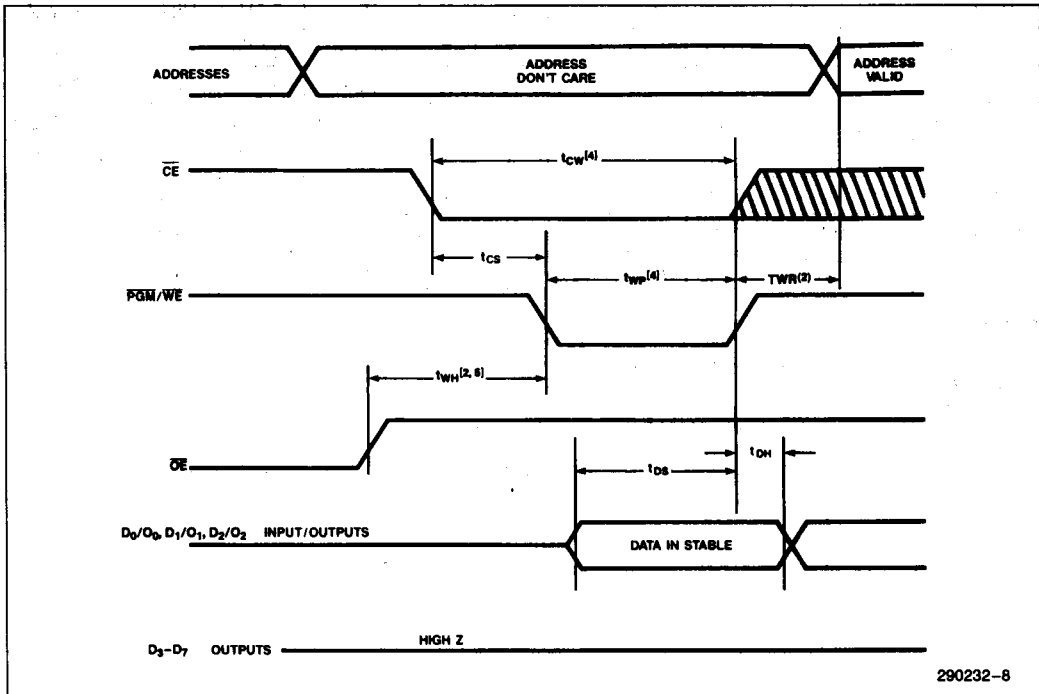 ADDRESSES
ADDRESS
DON'T CARE
ADDRESS
VALID
CE
tCW[4]
tCS
tWP[4]
TWR(2)
PGM/WE
tWH[2, 5]
OE
tDS
tDH
D0/O0, D1/O1, D2/O2 INPUT/OUTPUTS
DATA IN STABLE
HIGH Z
D3–D7 OUTPUTS
290232–8